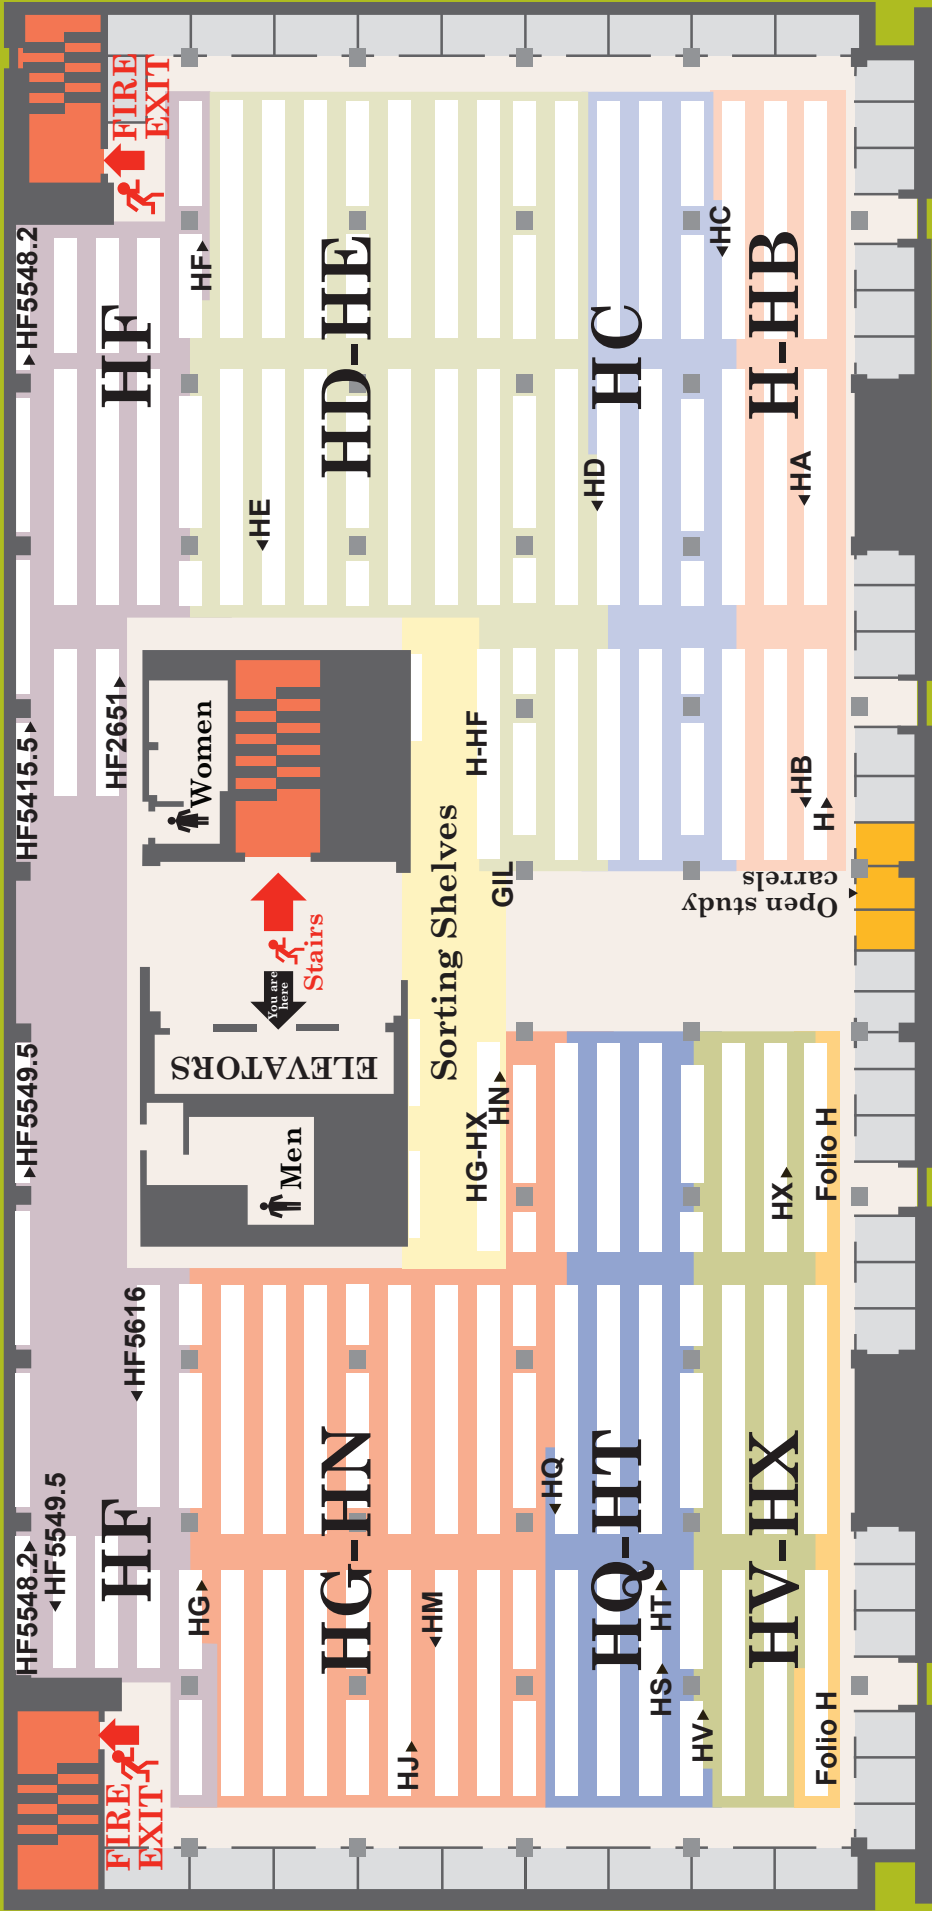 FIRE
EXIT
HF5548.2
HF5549.5
HF5549.5
HF5415.5
HF5548.2
FIRE
EXIT
HF
HF5616
HF2651
HF
HG
Men
ELEVATORS
You are
here
Stairs
Women
HF
HE
HG-HN
HD-HE
HJ
HM
Sorting Shelves
HG-HX
H-HF
HN
GIL
HQ
HD
HQ-HT
HC
HS
HT
HV
HC
HV-HX
H-HB
HX
HB
HA
Folio H
Folio H
H
Open study
carrels